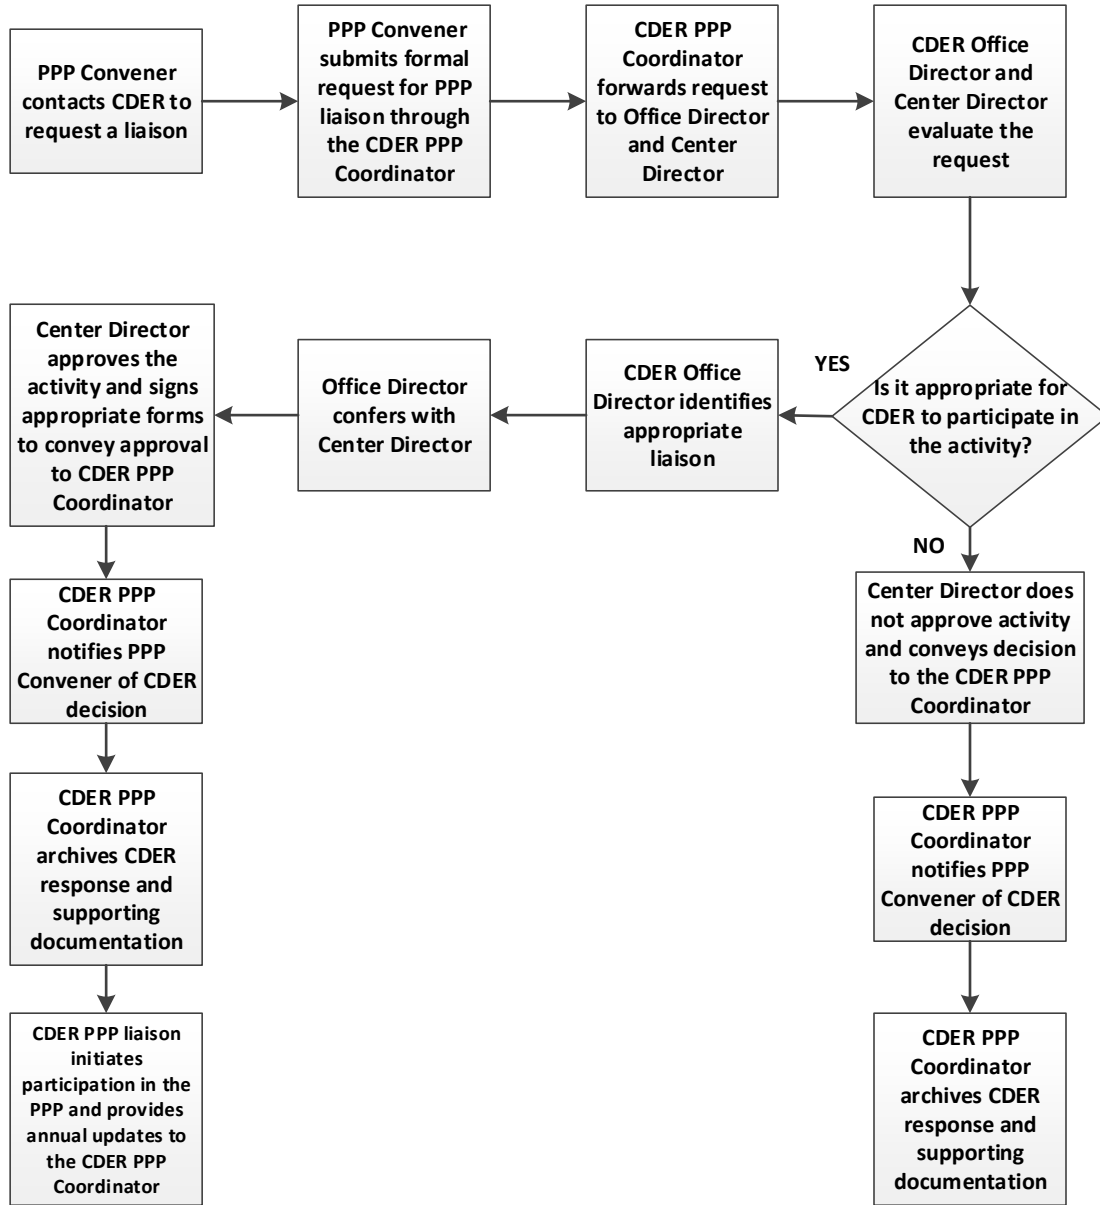 PPP Convener
contacts CDER to
request a liaison
PPP Convener
submits formal
request for PPP
liaison through
the CDER PPP
Coordinator
CDER PPP
Coordinator
forwards request
to Office Director
and Center
Director
CDER Office
Director and
Center Director
evaluate the
request
Is it appropriate for
CDER to participate in
the activity?
YES
CDER Office
Director identifies
appropriate
liaison
Office Director
confers with
Center Director
Center Director
approves the
activity and signs
appropriate forms
to convey approval
to CDER PPP
Coordinator
CDER PPP
Coordinator
notifies PPP
Convener of CDER
decision
CDER PPP
Coordinator
archives CDER
response and
supporting
documentation
CDER PPP liaison
initiates
participation in the
PPP and provides
annual updates to
the CDER PPP
Coordinator
NO
Center Director does
not approve activity
and conveys decision
to the CDER PPP
Coordinator
CDER PPP
Coordinator
notifies PPP
Convener of CDER
decision
CDER PPP
Coordinator
archives CDER
response and
supporting
documentation